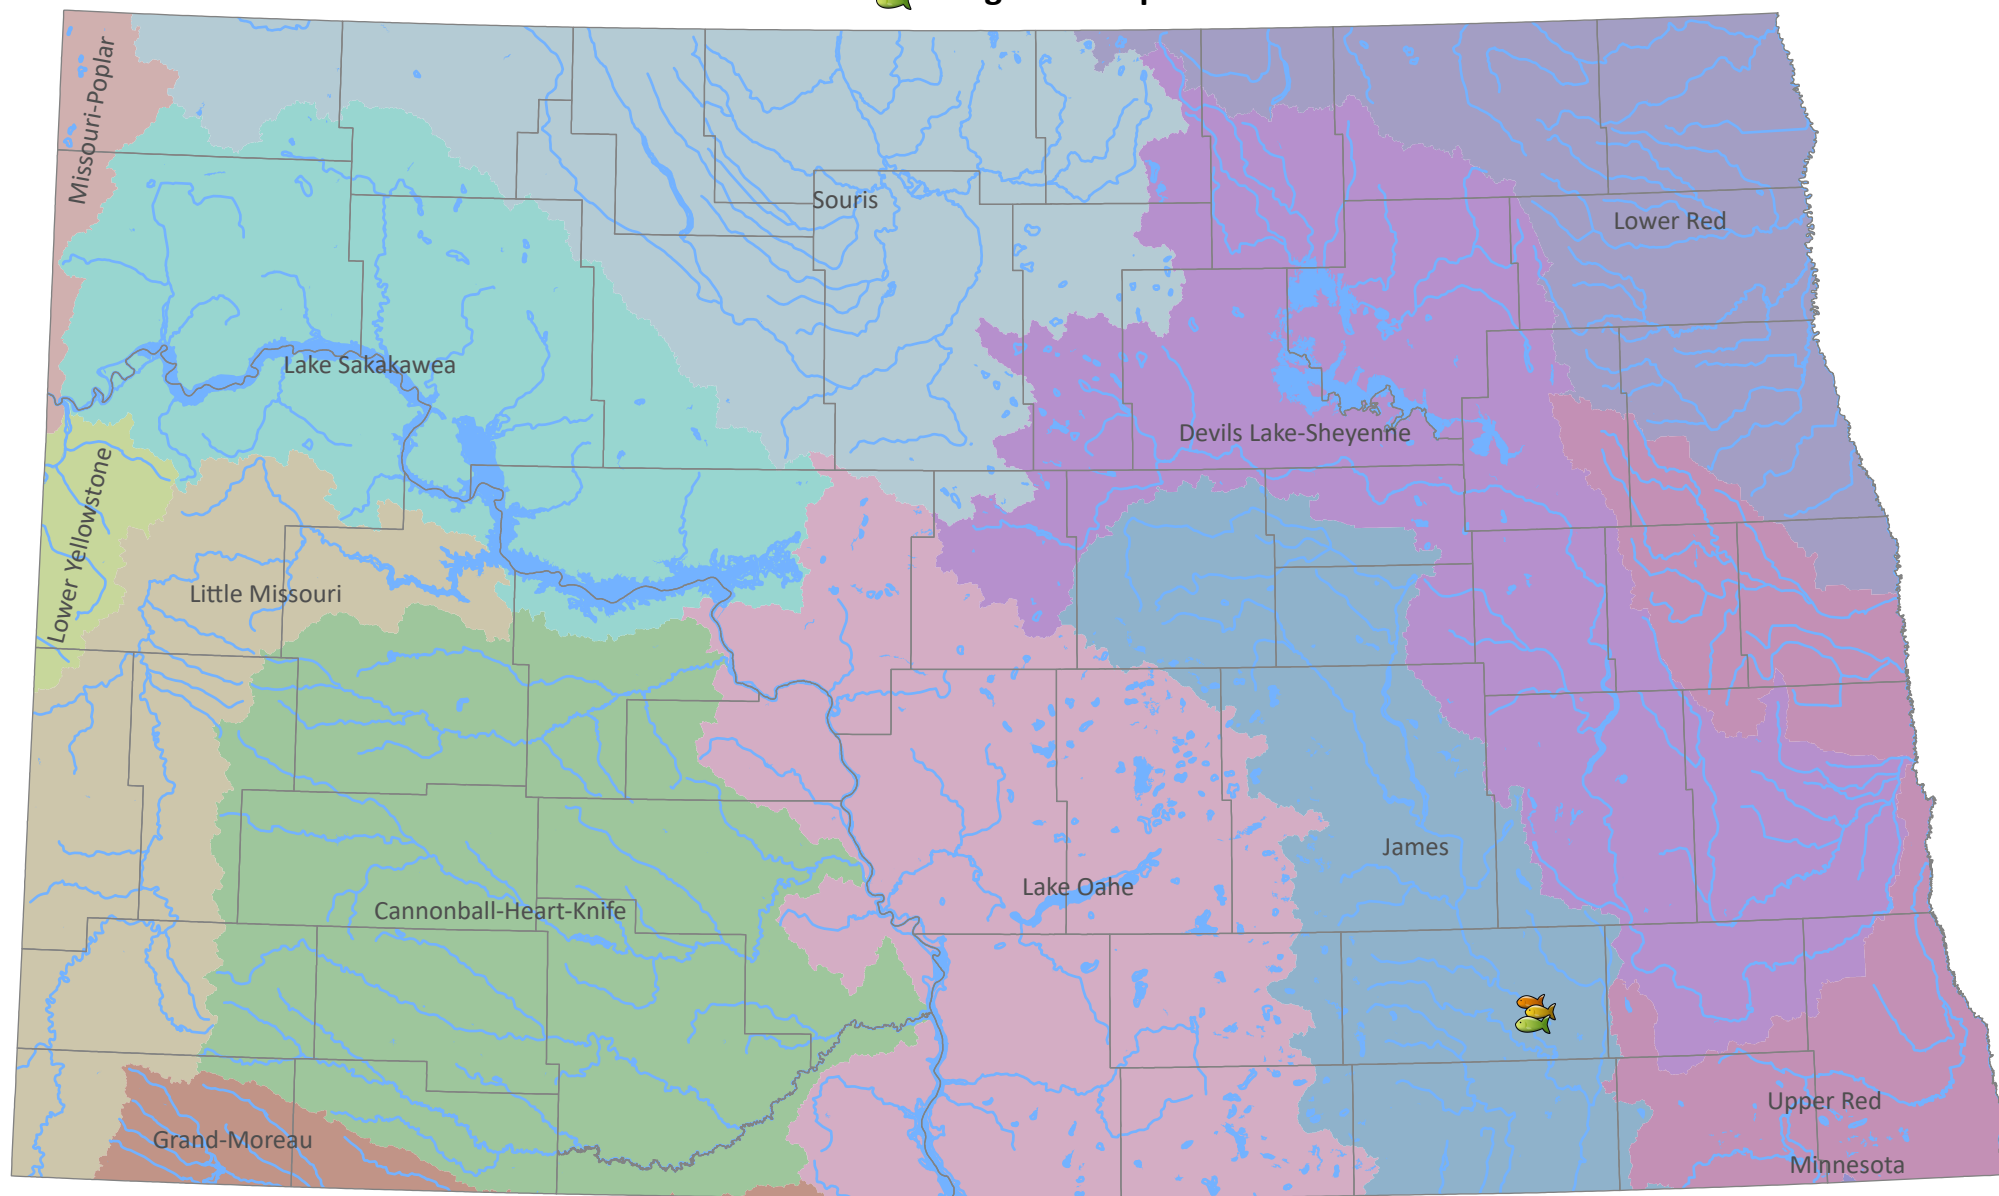 Missouri-Poplar
Souris
Lower Red
Lake Sakakawea
Devils Lake-Sheyenne
Lower Yellowstone
Little Missouri
James
Lake Oahe
Cannonball-Heart-Knife
Upper Red
Grand-Moreau
Minnesota